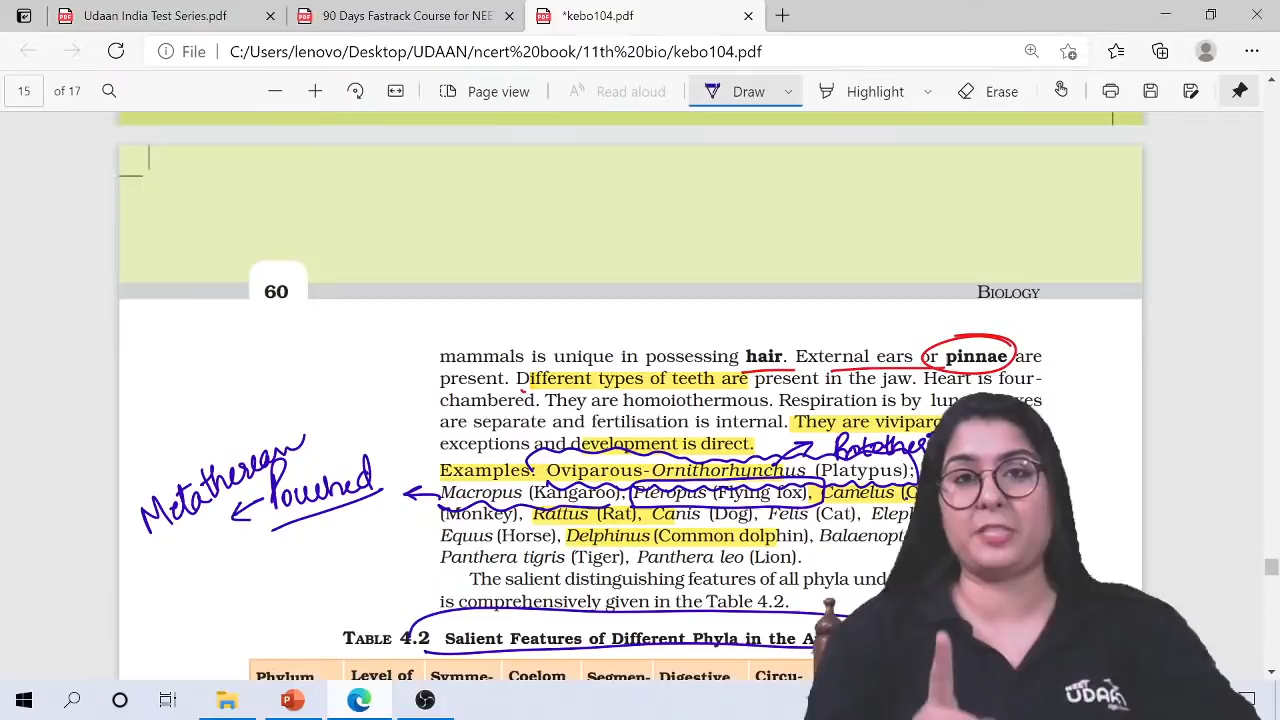 Udaan India Test Series.pdf
90 Days Fastrack Course for NEE
*kebo104.pdf
File C:/Users/lenovo/Desktop/UDAAN/ncert%20book/11th%20bio/kebo104.pdf
15 of 17
Page view
Read aloud
Draw
Highlight
Erase
60
BIOLOGY
mammals is unique in possessing hair. External ears or pinnae are
present. Different types of teeth are present in the jaw. Heart is four-
chambered. They are homoiothermous. Respiration is by
are separate and fertilisation is internal. They are
exceptions and development is direct.
Metatherean
Pouched
Examples: Oviparous-Ornithorhynchus (Platypus);
Macropus (Kangaroo), Pteropus (Flying fox), Camelus
(Monkey), Rattus (Rat), Canis (Dog), Felis (Cat),
Equus (Horse), Delphinus (Common dolphin),
Panthera tigris (Tiger), Panthera leo (Lion).
The salient distinguishing features of all phyla
is comprehensively given in the Table 4.2.
TABLE 4.2 Salient Features of Different Phyla in the
Phylum
Level of
Symme-
Coelom
Segmen-
Digestive
Circu-
UDAAN